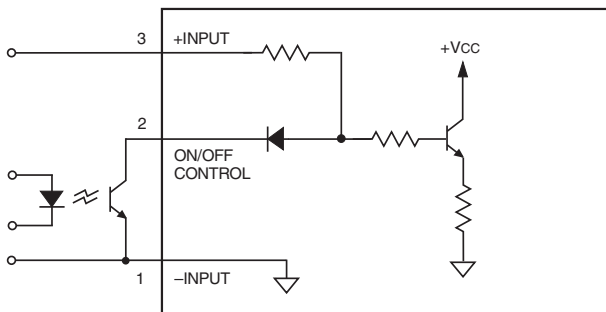 3 +INPUT
+VCC
2
ON/OFF
CONTROL
1 –INPUT